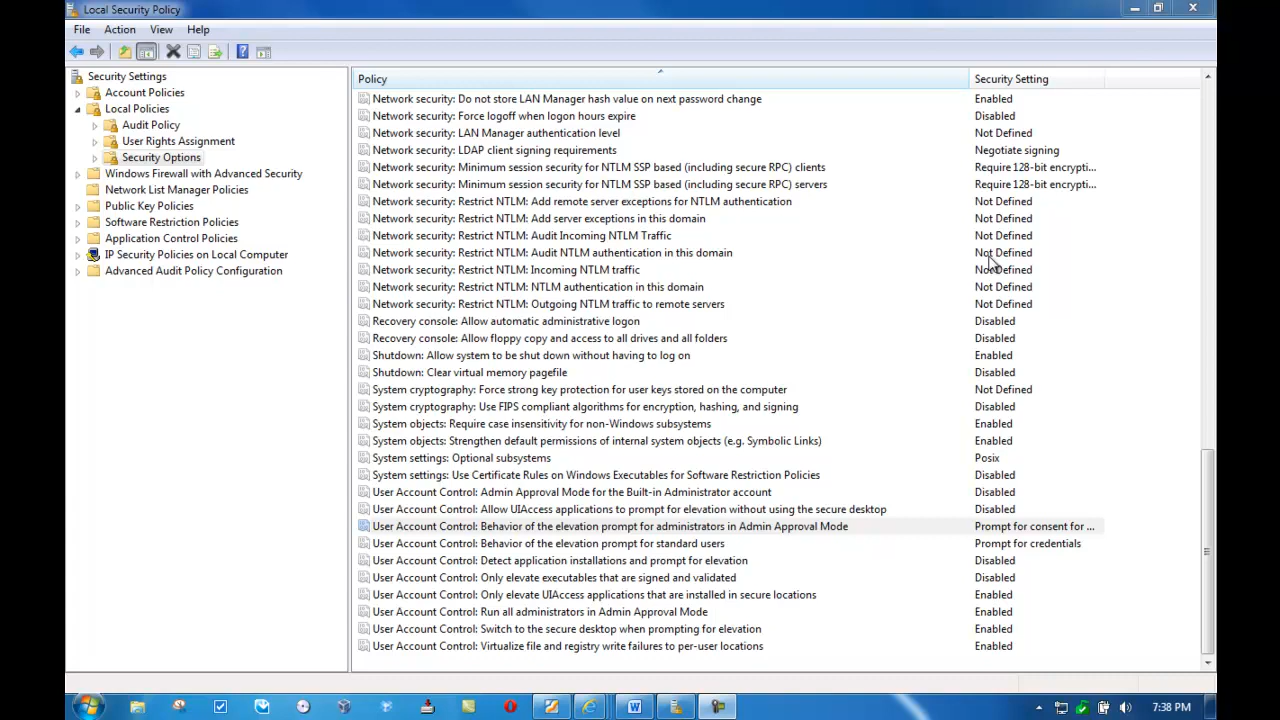 Local Security Policy
File Action View Help
Security Settings
Account Policies
Local Policies
Audit Policy
User Rights Assignment
Security Options
Windows Firewall with Advanced Security
Network List Manager Policies
Public Key Policies
Software Restriction Policies
Application Control Policies
IP Security Policies on Local Computer
Advanced Audit Policy Configuration
Policy Security Setting
Network security: Do not store LAN Manager hash value on next password change Enabled
Network security: Force logoff when logon hours expire Disabled
Network security: LAN Manager authentication level Not Defined
Network security: LDAP client signing requirements Negotiate signing
Network security: Minimum session security for NTLM SSP based (including secure RPC) clients Require 128-bit encrypti...
Network security: Minimum session security for NTLM SSP based (including secure RPC) servers Require 128-bit encrypti...
Network security: Restrict NTLM: Add remote server exceptions for NTLM authentication Not Defined
Network security: Restrict NTLM: Add server exceptions in this domain Not Defined
Network security: Restrict NTLM: Audit Incoming NTLM Traffic Not Defined
Network security: Restrict NTLM: Audit NTLM authentication in this domain Not Defined
Network security: Restrict NTLM: Incoming NTLM traffic Not Defined
Network security: Restrict NTLM: NTLM authentication in this domain Not Defined
Network security: Restrict NTLM: Outgoing NTLM traffic to remote servers Not Defined
Recovery console: Allow automatic administrative logon Disabled
Recovery console: Allow floppy copy and access to all drives and all folders Disabled
Shutdown: Allow system to be shut down without having to log on Enabled
Shutdown: Clear virtual memory pagefile Disabled
System cryptography: Force strong key protection for user keys stored on the computer Not Defined
System cryptography: Use FIPS compliant algorithms for encryption, hashing, and signing Disabled
System objects: Require case insensitivity for non-Windows subsystems Enabled
System objects: Strengthen default permissions of internal system objects (e.g. Symbolic Links) Enabled
System settings: Optional subsystems Posix
System settings: Use Certificate Rules on Windows Executables for Software Restriction Policies Disabled
User Account Control: Admin Approval Mode for the Built-in Administrator account Disabled
User Account Control: Allow UIAccess applications to prompt for elevation without using the secure desktop Disabled
User Account Control: Behavior of the elevation prompt for administrators in Admin Approval Mode Prompt for consent for ...
User Account Control: Behavior of the elevation prompt for standard users Prompt for credentials
User Account Control: Detect application installations and prompt for elevation Disabled
User Account Control: Only elevate executables that are signed and validated Disabled
User Account Control: Only elevate UIAccess applications that are installed in secure locations Enabled
User Account Control: Run all administrators in Admin Approval Mode Enabled
User Account Control: Switch to the secure desktop when prompting for elevation Enabled
User Account Control: Virtualize file and registry write failures to per-user locations Enabled
7:38 PM